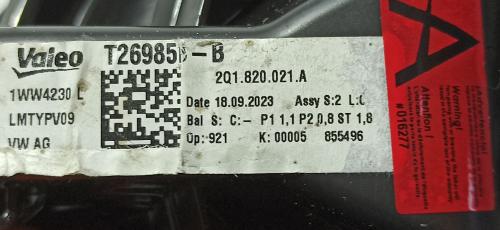 Valeo T26985 - B
2Q1.820.021.A
1WW4230 L
Date 18.09.2023 Assy S:2 L:
LMTYPV09
Bal S: C:- P1 1,1 P2 0,8 ST 1,8
VW AG
Op:921 K: 00005 855496
Warning!
Attention
#016277